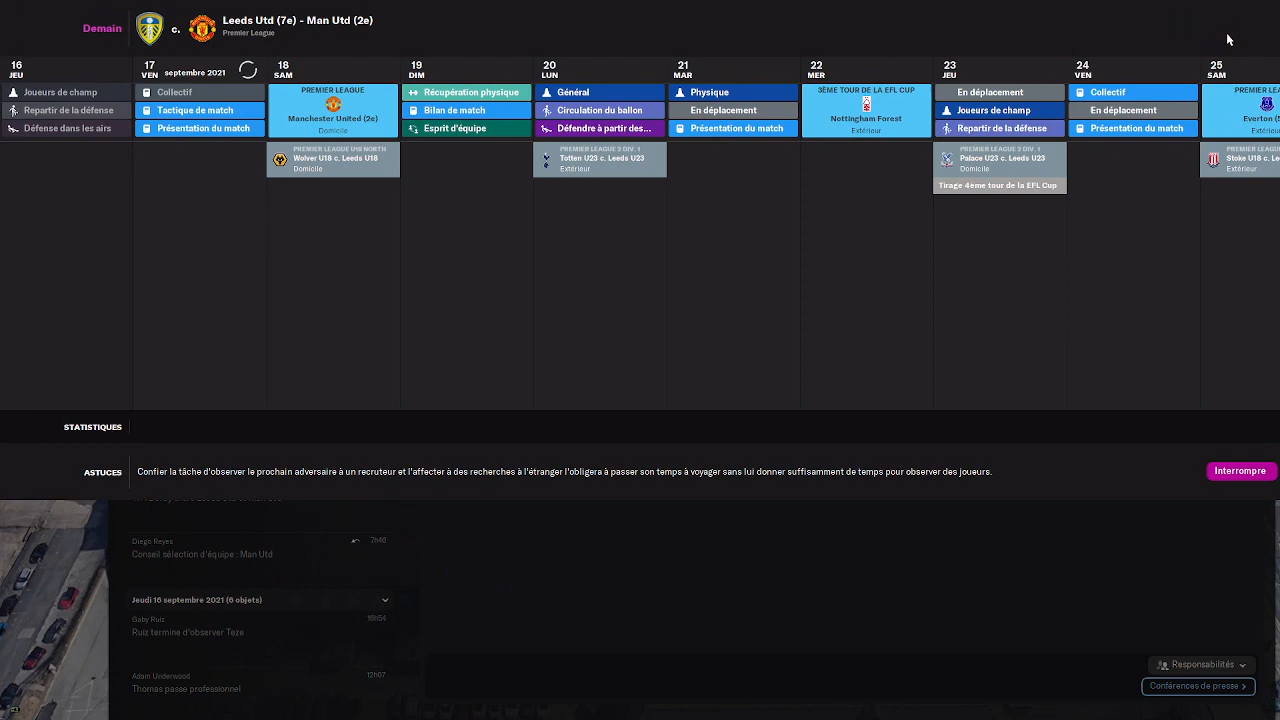 Demain
c.
Leeds Utd (7e) - Man Utd (2e)
Premier League
16
JEU
17
VEN septembre 2021
18
SAM
19
DIM
20
LUN
21
MAR
22
MER
23
JEU
24
VEN
25
SAM
Joueurs de champ
Repartir de la défense
Défense dans les airs
Collectif
Tactique de match
Présentation du match
PREMIER LEAGUE
Manchester United (2e)
Domicile
PREMIER LEAGUE U18 NORTH
Wolver U18 c. Leeds U18
Domicile
Récupération physique
Bilan de match
Esprit d'équipe
Général
Circulation du ballon
Défendre à partir des...
PREMIER LEAGUE 2 DIV. 1
Totten U23 c. Leeds U23
Extérieur
Physique
En déplacement
Présentation du match
3ÈME TOUR DE LA EFL CUP
Nottingham Forest
Extérieur
En déplacement
Joueurs de champ
Repartir de la défense
PREMIER LEAGUE 2 DIV. 1
Palace U23 c. Leeds U23
Domicile
Tirage 4ème tour de la EFL Cup
Collectif
En déplacement
Présentation du match
PREMIER LEA
Everton (
Extérieur
PREMIER LEAGUE
Stoke U18 c. Le
Extérieur
STATISTIQUES
ASTUCES
Confier la tâche d'observer le prochain adversaire à un recruteur et l'affecter à des recherches à l'étranger l'obligera à passer son temps à voyager sans lui donner suffisamment de temps pour observer des joueurs.
Interrompre
Diego Reyes 7h46
Conseil sélection d'équipe : Man Utd
Jeudi 16 septembre 2021 (6 objets)
Gaby Ruiz 16h54
Ruiz termine d'observer Teze
Adam Underwood 12h07
Thomas passe professionnel
Responsabilités
Conférences de presse